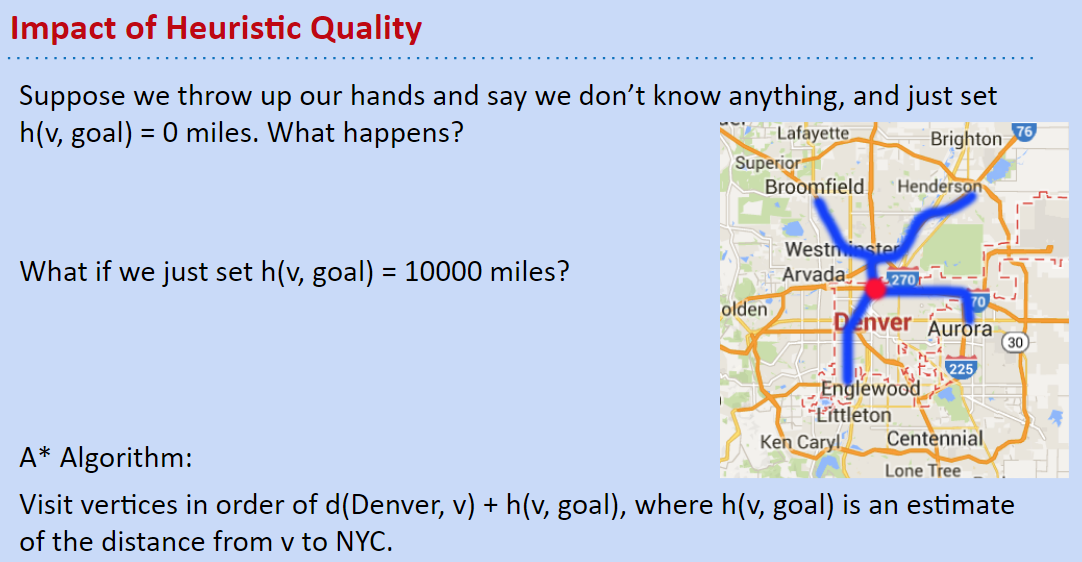 Impact of Heuristic Quality
Suppose we throw up our hands and say we don't know anything, and just set
h(v, goal) = 0 miles. What happens?
What if we just set h(v, goal) = 10000 miles?
Lafayette
Brighton
76
Superior
Broomfield
Henderson
Westminster
Arvada
270
70
olden
Denver
Aurora
30
225
Englewood
Littleton
Ken Caryl
Centennial
Lone Tree
A* Algorithm:
Visit vertices in order of d(Denver, v) + h(v, goal), where h(v, goal) is an estimate
of the distance from v to NYC.